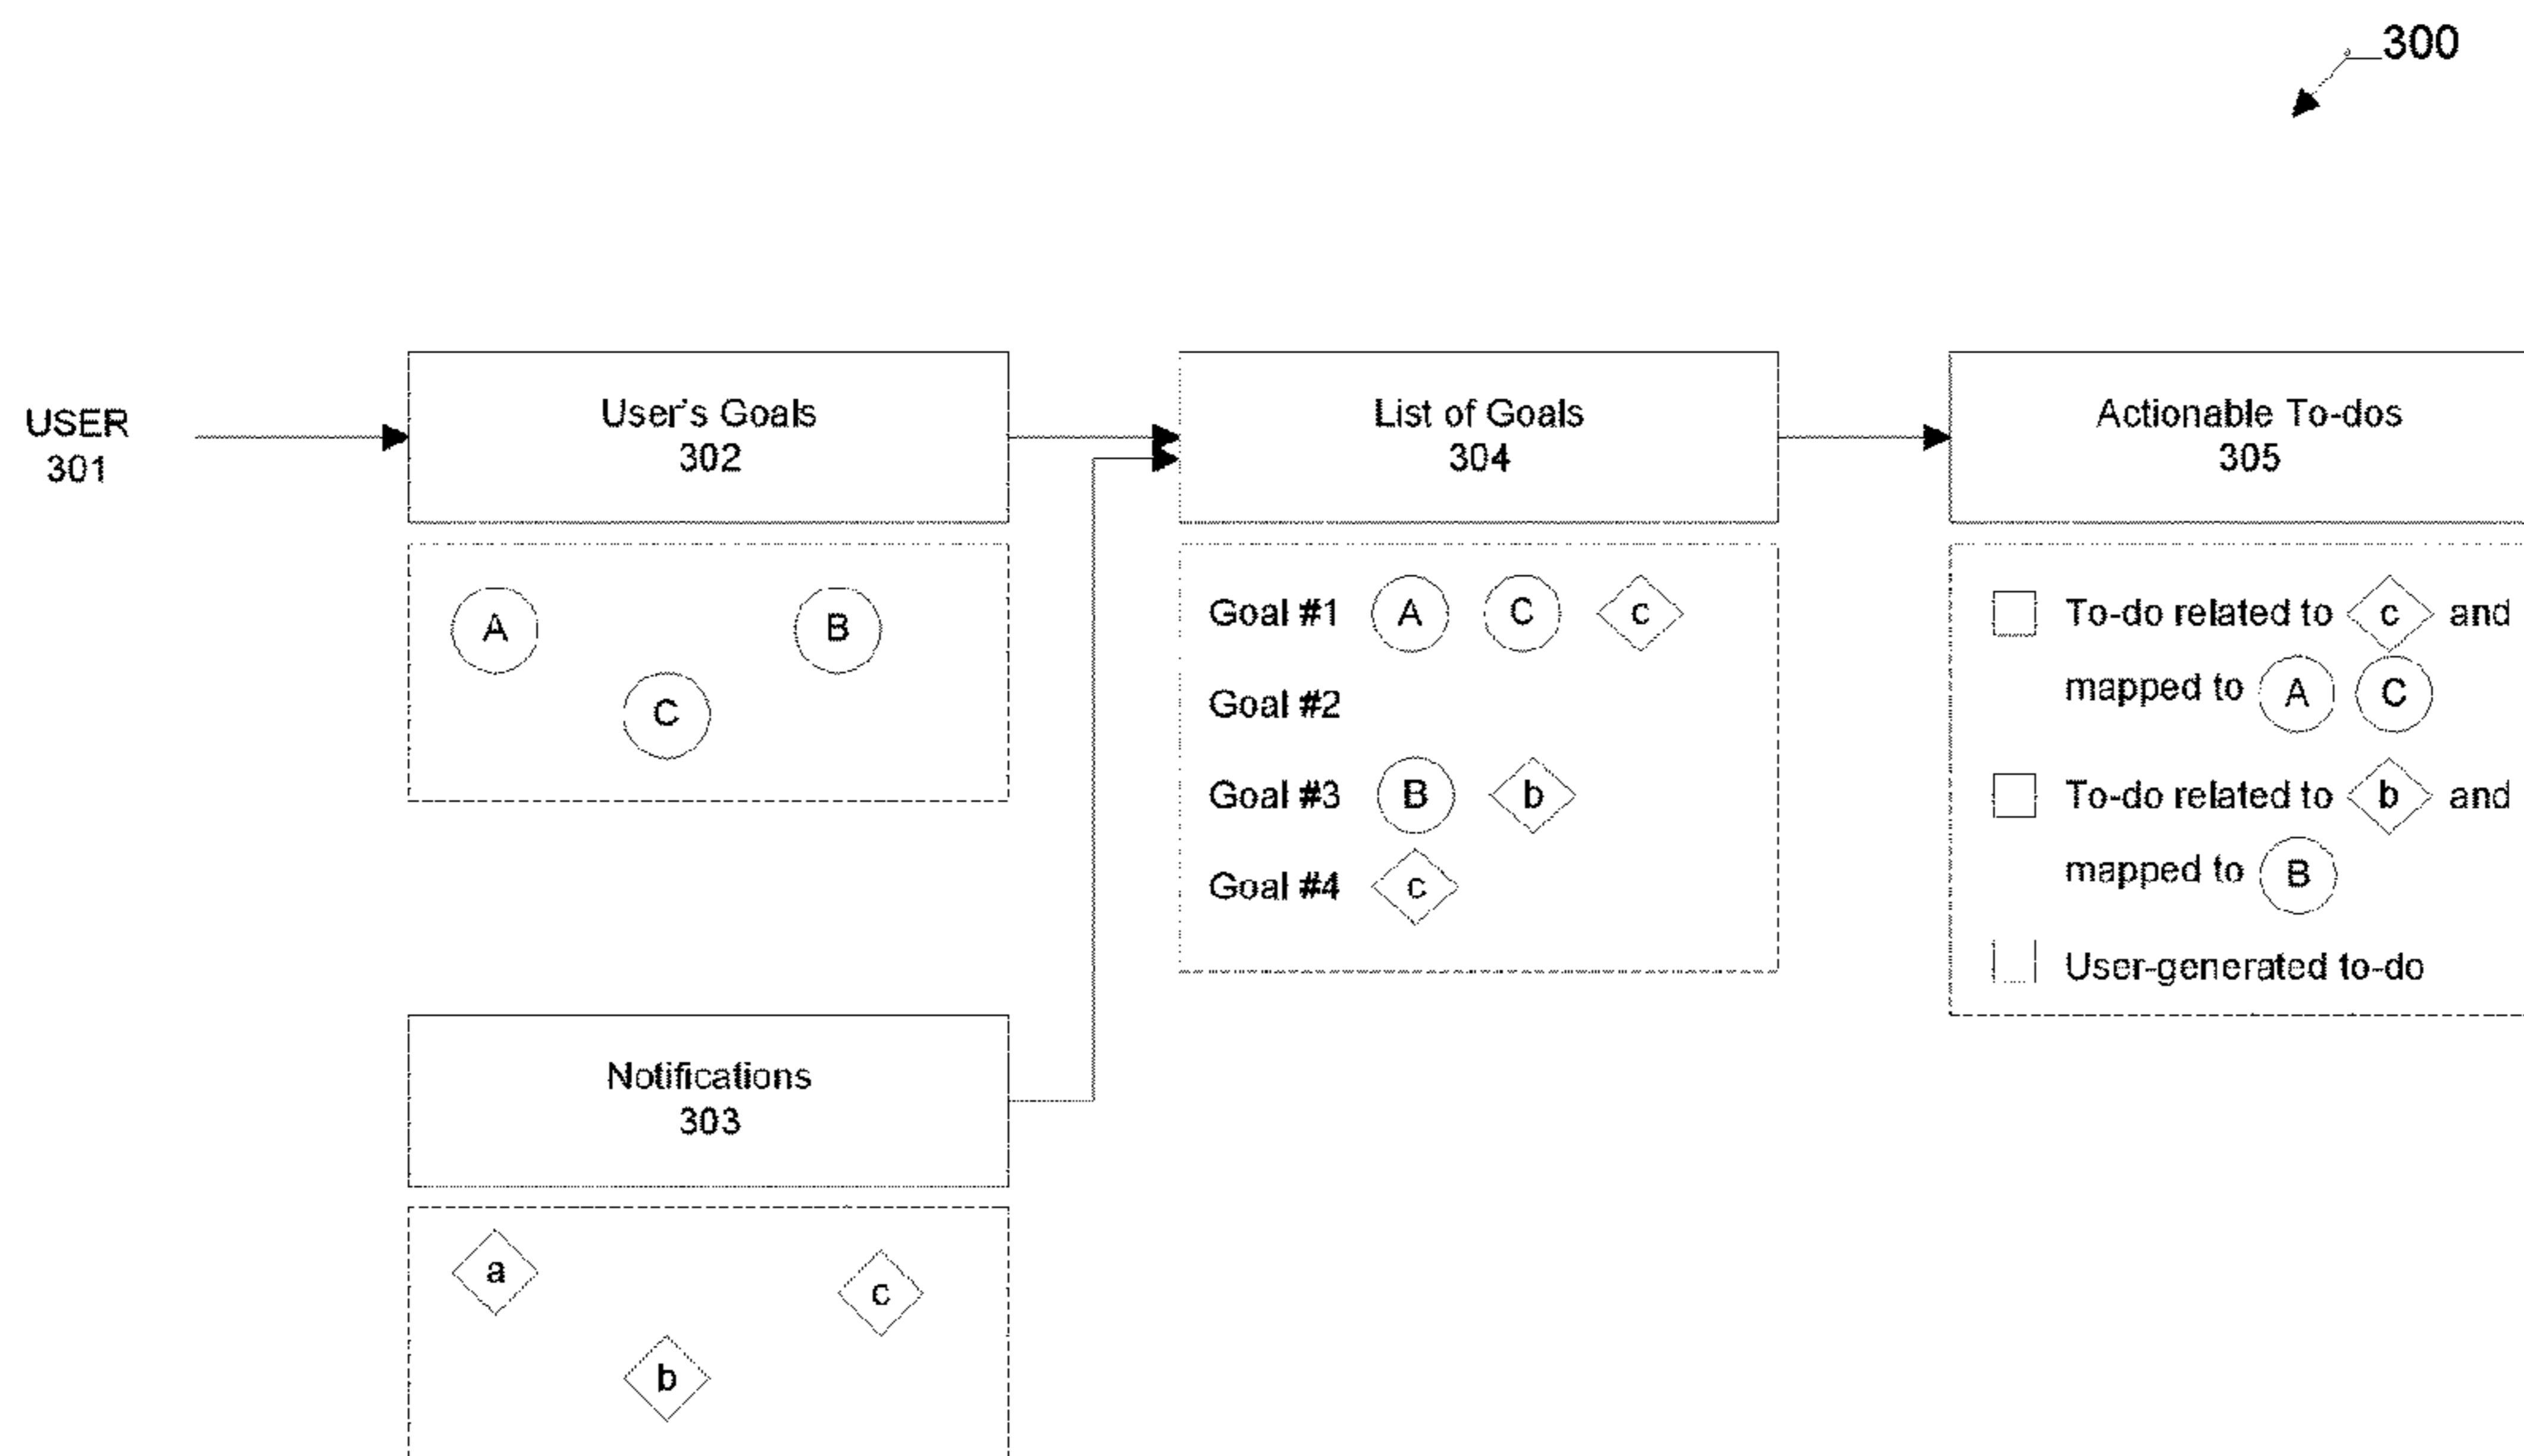 300
USER
301
User's Goals
302
A
B
C
Notifications
303
a
c
b
List of Goals
304
Goal #1 A C c
Goal #2
Goal #3 B b
Goal #4 c
Actionable To-dos
305
To-do related to c and
mapped to A C
To-do related to b and
mapped to B
User-generated to-do